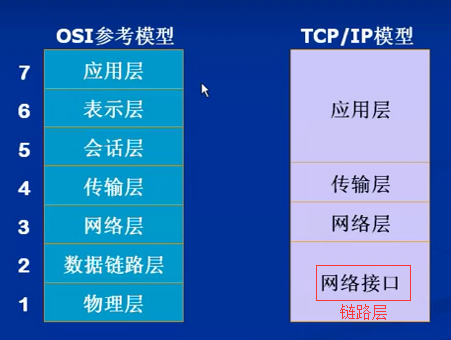 OSI参考模型
7 应用层
6 表示层
5 会话层
4 传输层
3 网络层
2 数据链路层
1 物理层
TCP/IP模型
应用层
传输层
网络层
网络接口
链路层